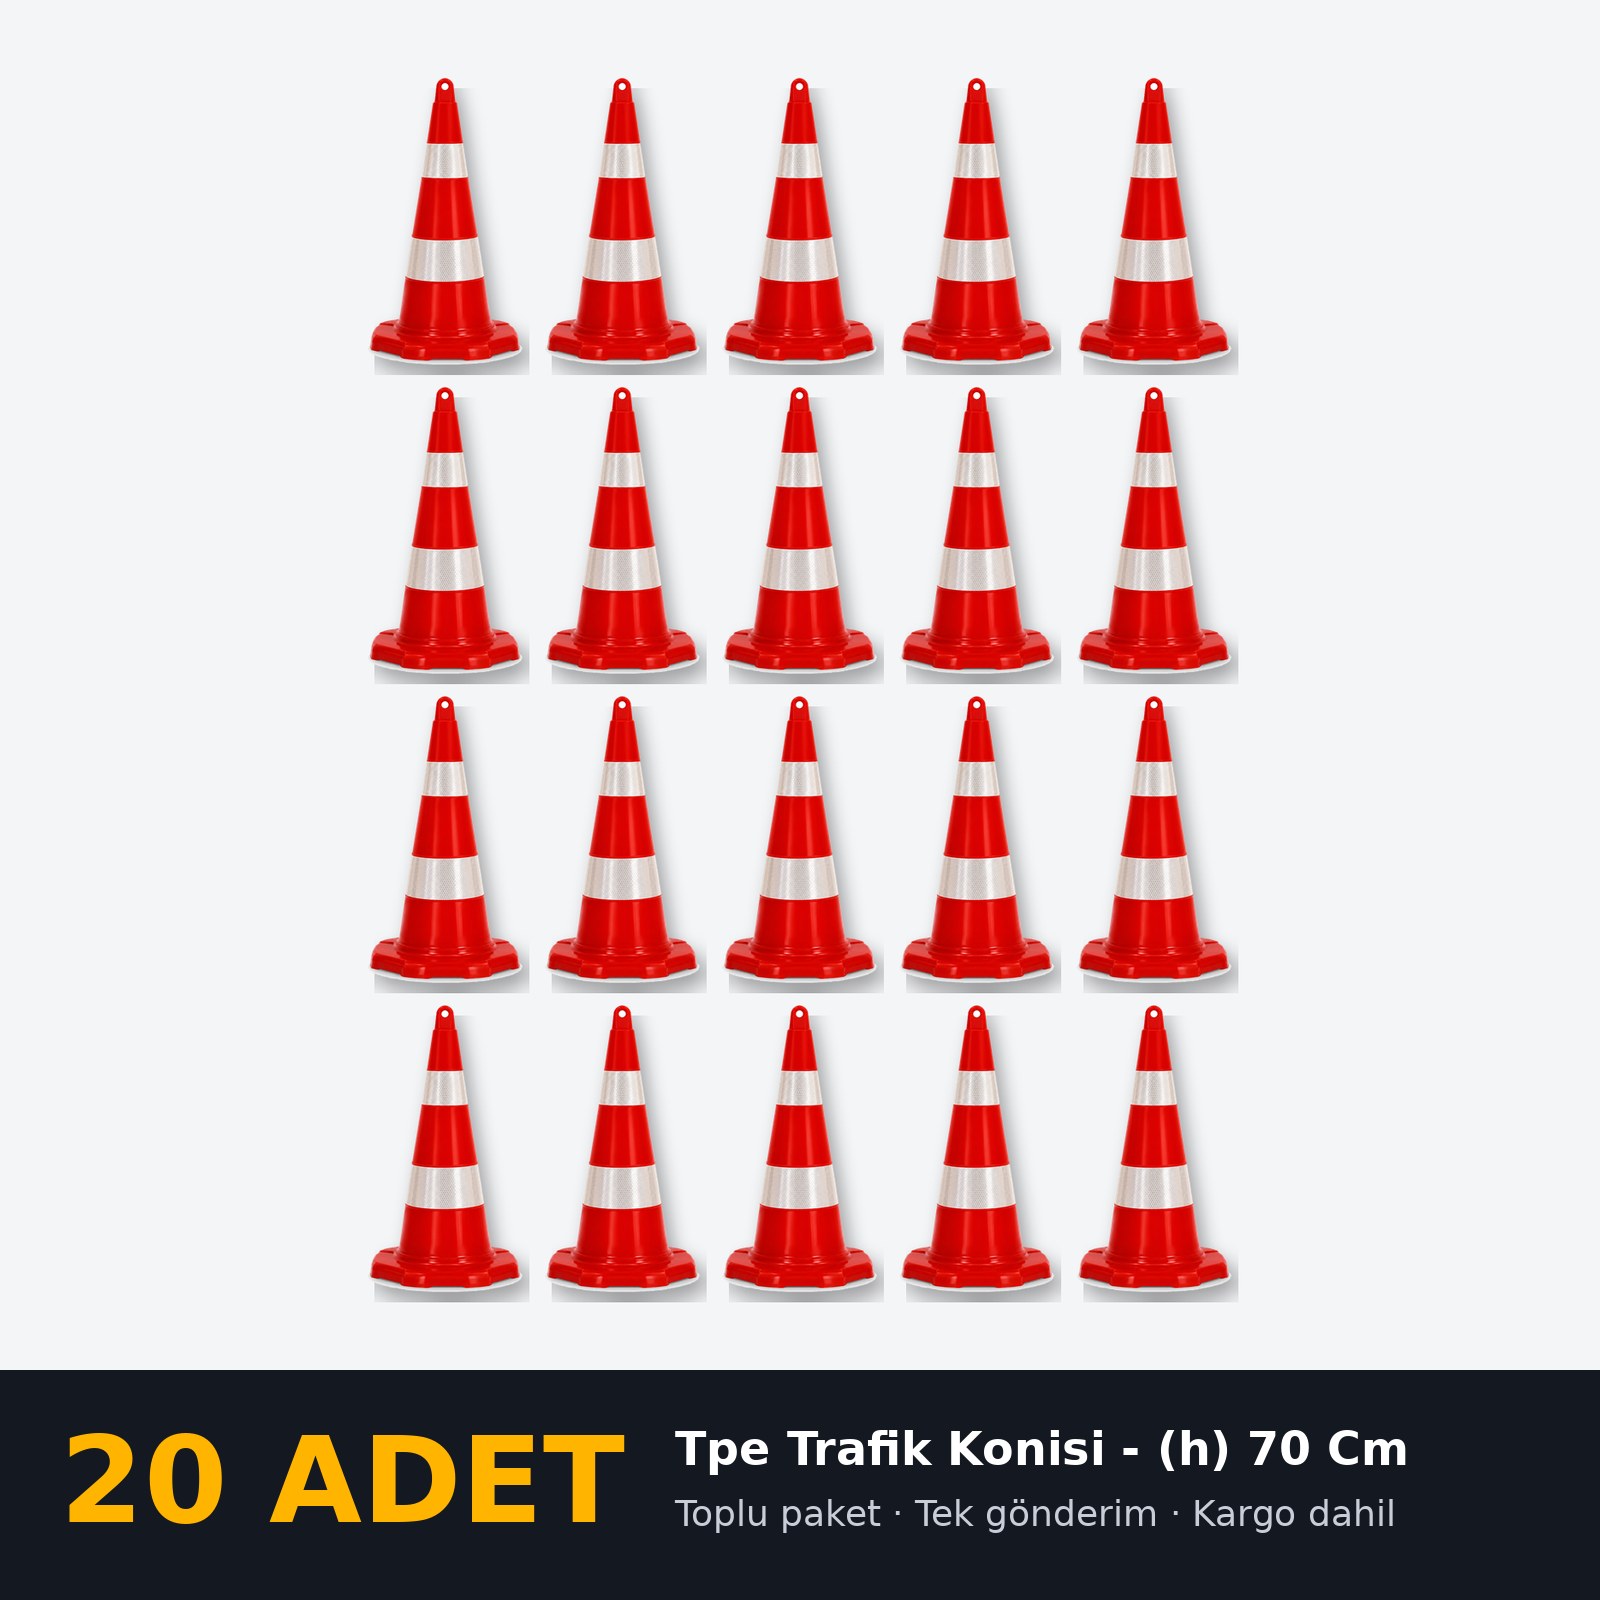 20 ADET
Tpe Trafik Konisi - (h) 70 Cm
Toplu paket · Tek gönderim · Kargo dahil